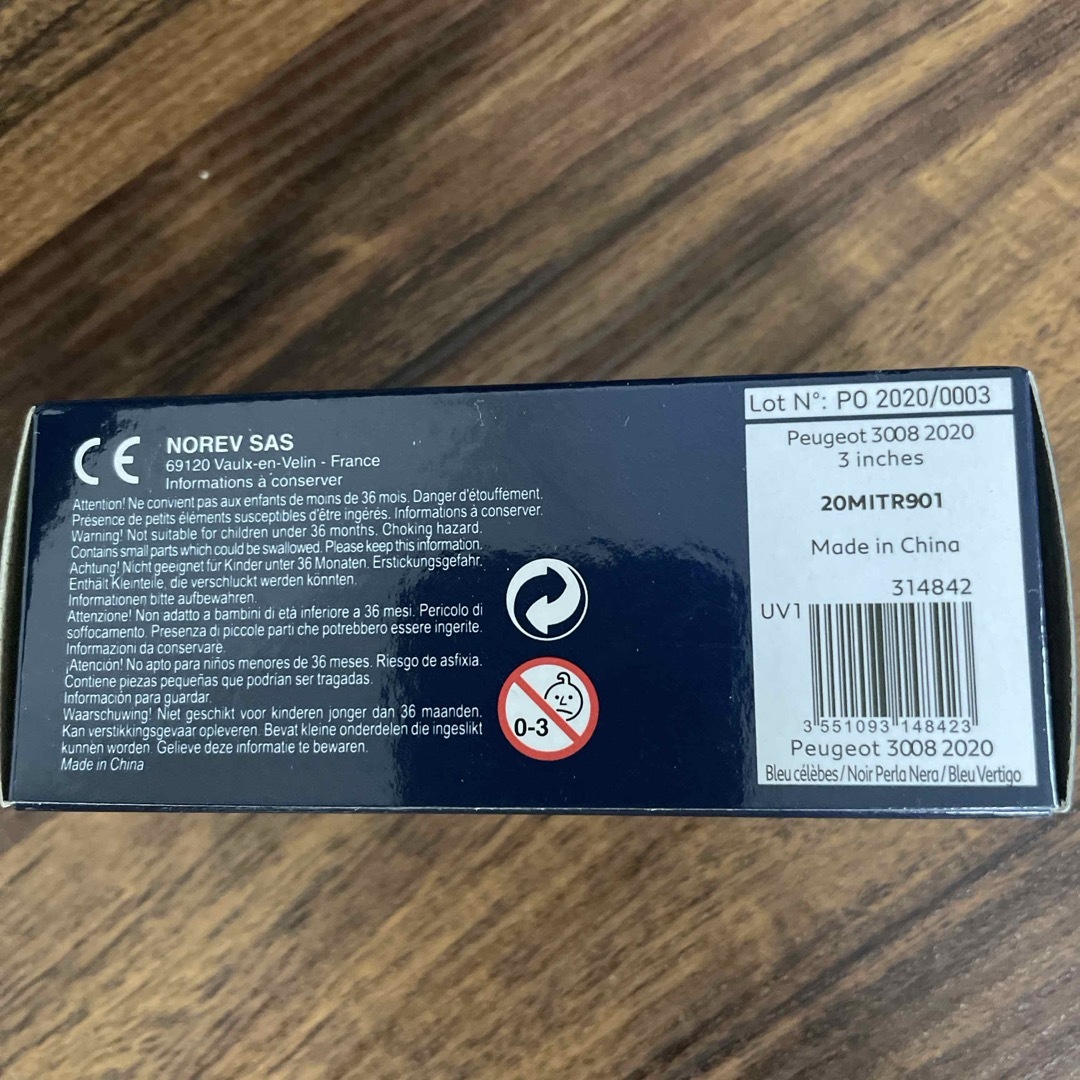 CE
NOREV SAS
69120 Vaulx-en-Velin - France
Informations à conserver
Attention! Ne convient pas aux enfants de moins de 36 mois. Danger d'étouffement.
Présence de petits éléments susceptibles d'être ingérés. Informations à conserver.
Warning! Not suitable for children under 36 months. Choking hazard.
Contains small parts which could be swallowed. Please keep this information.
Achtung! Nicht geeignet für Kinder unter 36 Monaten. Erstickungsgefahr.
Enthält Kleinteile, die verschluckt werden könnten.
Informationen bitte aufbewahren.
Attenzione! Non adatto a bambini di età inferiore a 36 mesi. Pericolo di
soffocamento. Presenza di piccole parti che potrebbero essere ingerite.
Informazioni da conservare.
¡Atención! No apto para niños menores de 36 meses. Riesgo de asfixia.
Contiene piezas pequeñas que podrían ser tragadas.
Información para guardar.
Waarschuwing! Niet geschikt voor kinderen jonger dan 36 maanden.
Kan verstikkingsgevaar opleveren. Bevat kleine onderdelen die ingeslikt
kunnen worden. Gelieve deze informatie te bewaren.
Made in China
0-3
Lot N°: PO 2020/0003
Peugeot 3008 2020
3 inches
20MITR901
Made in China
314842
UV1
3 551093 148423
Peugeot 3008 2020
Bleu célèbes / Noir Perla Nera / Bleu Vertigo